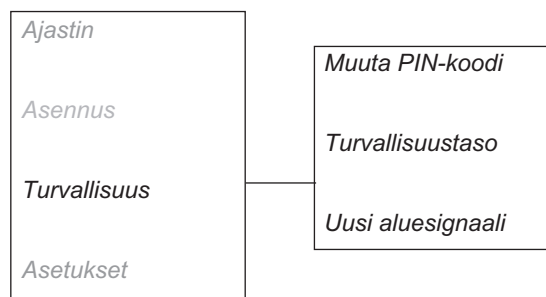 Ajastin
Asennus
Turvallisuus
Asetukset
Muuta PIN-koodi
Turvallisuustaso
Uusi aluesignaali